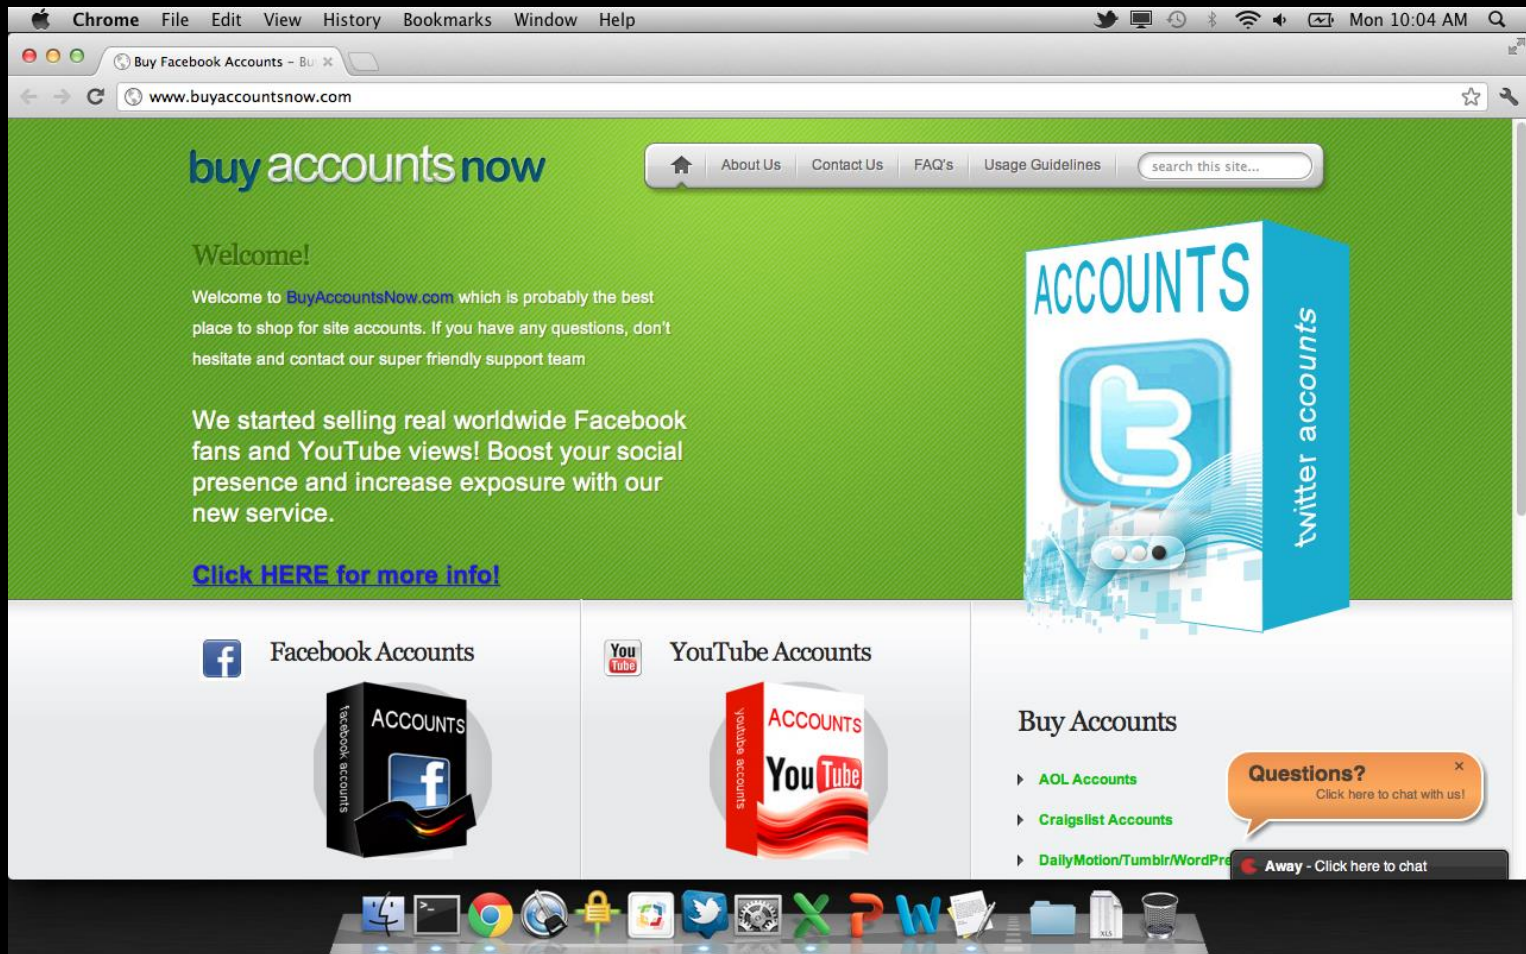 Chrome File Edit View History Bookmarks Window Help
Mon 10:04 AM
Buy Facebook Accounts – Bu
www.buyaccountsnow.com
buy accounts now
About Us Contact Us FAQ's Usage Guidelines search this site...
Welcome!
Welcome to BuyAccountsNow.com which is probably the best
place to shop for site accounts. If you have any questions, don't
hesitate and contact our super friendly support team
We started selling real worldwide Facebook
fans and YouTube views! Boost your social
presence and increase exposure with our
new service.
Click HERE for more info!
ACCOUNTS
twitter accounts
Facebook Accounts
facebook accounts
ACCOUNTS
You
Tube
YouTube Accounts
youtube accounts
ACCOUNTS
You Tube
Buy Accounts
AOL Accounts
Craigslist Accounts
DailyMotion/Tumblr/WordPre
Questions?
Click here to chat with us!
Away - Click here to chat
XLS